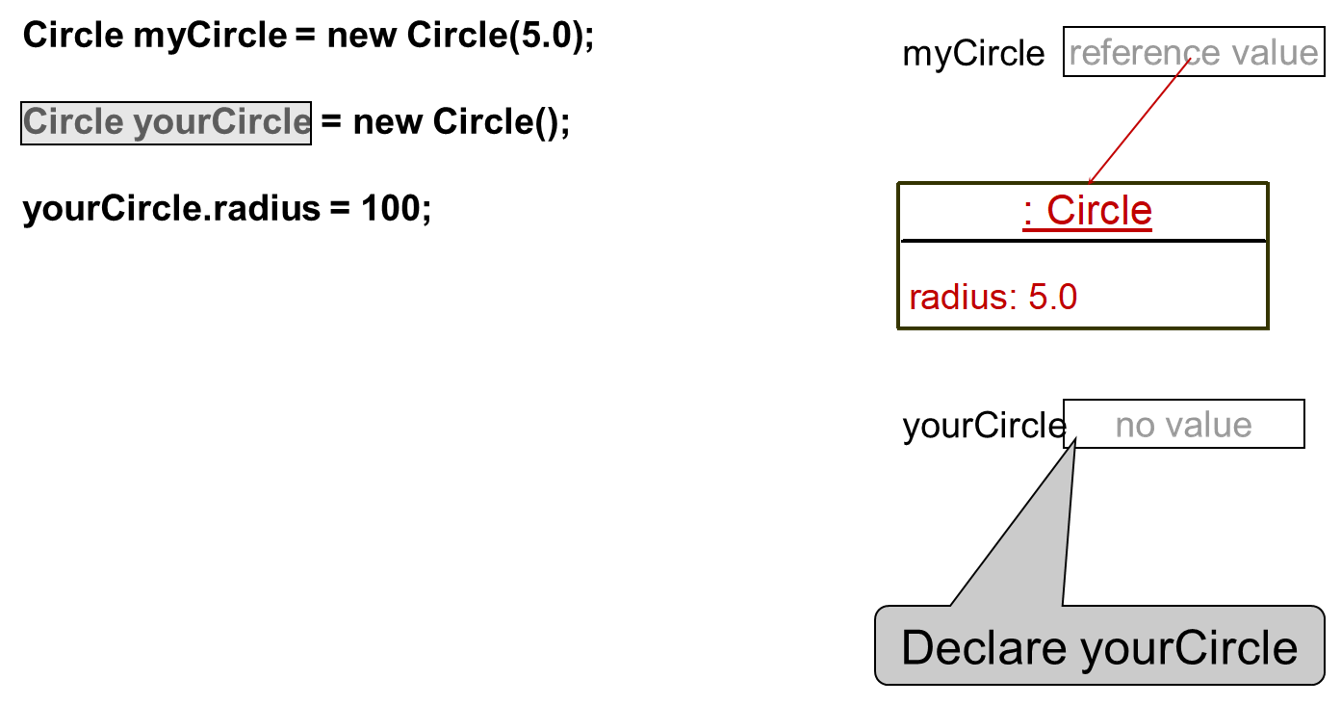 Circle myCircle = new Circle(5.0);
Circle yourCircle = new Circle();
yourCircle.radius = 100;
myCircle reference value
: Circle
radius: 5.0
yourCircle no value
Declare yourCircle